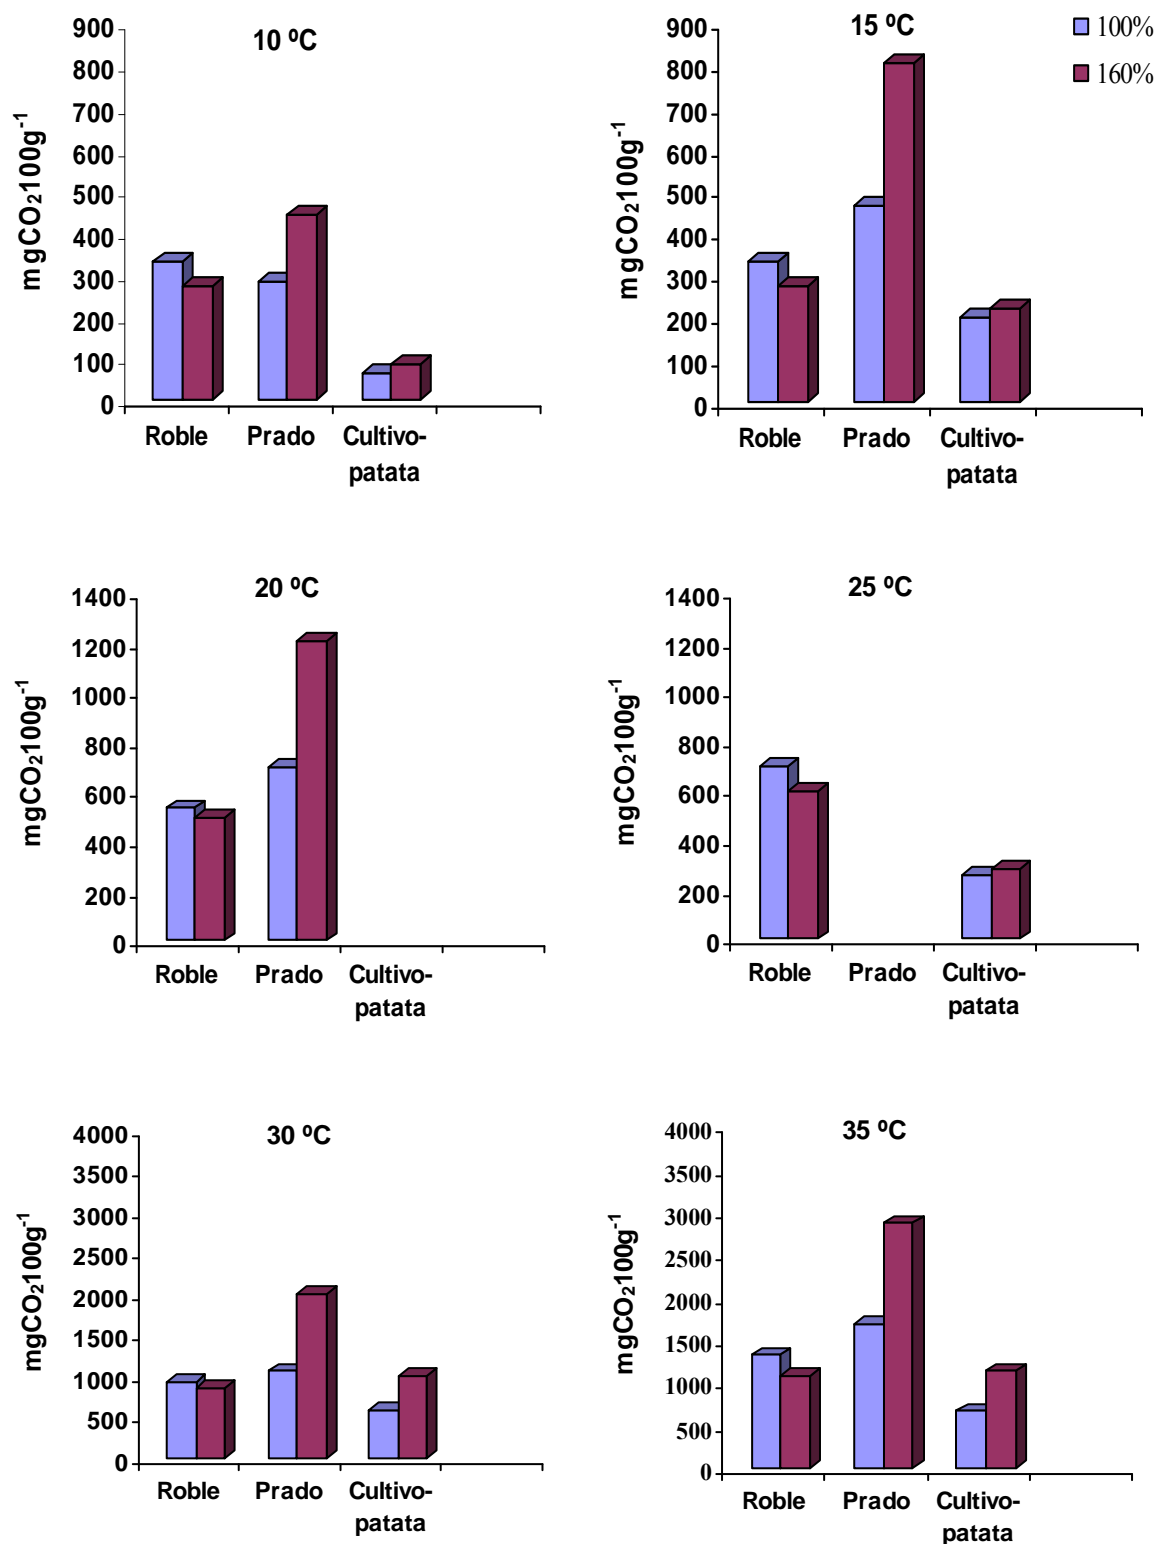 10 ºC
900
800
700
600
500
400
300
200
100
0
mgCO₂100g⁻¹
Roble Prado Cultivo-
patata
15 ºC
100%
160%
900
800
700
600
500
400
300
200
100
0
mgCO₂100g⁻¹
Roble Prado Cultivo-
patata
20 ºC
1400
1200
1000
800
600
400
200
0
mgCO₂100g⁻¹
Roble Prado Cultivo-
patata
25 ºC
1400
1200
1000
800
600
400
200
0
mgCO₂100g⁻¹
Roble Prado Cultivo-
patata
30 ºC
4000
3500
3000
2500
2000
1500
1000
500
0
mgCO₂100g⁻¹
Roble Prado Cultivo-
patata
35 ºC
4000
3500
3000
2500
2000
1500
1000
500
0
mgCO₂100g⁻¹
Roble Prado Cultivo-
patata